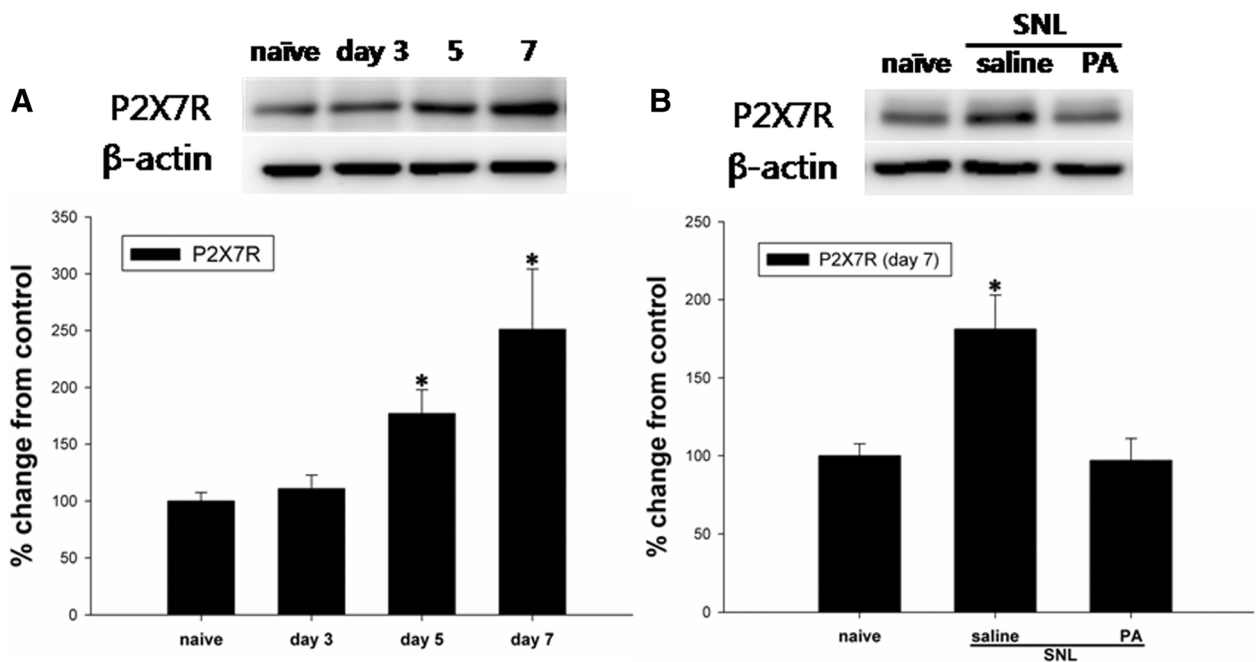 A
naīve day 3 5 7
P2X7R
β-actin
% change from control
350
300
250
200
150
100
50
0
P2X7R
*
*
naive day 3 day 5 day 7
B
SNL
naīve saline PA
P2X7R
β-actin
% change from control
250
200
150
100
50
0
P2X7R (day 7)
*
naive saline PA
SNL